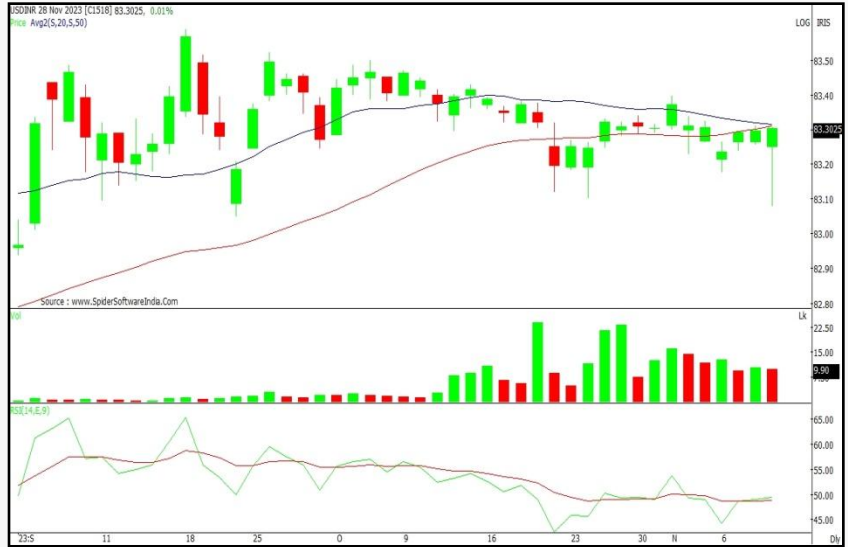 USDINR 28 Nov 2023 [C1518] 83.3025, 0.01%
Price Avg2(S,20,S,50)
LOG IRIS
83.50
83.40
83.3025
83.20
83.10
83.00
82.90
82.80
Source : www.SpiderSoftwareIndia.Com
Vol
Lk
22.50
15.00
9.90
RSI(14,E,9)
65.00
60.00
55.00
50.00
45.00
23:S 11 18 25 O 9 16 23 30 N 6 Dly